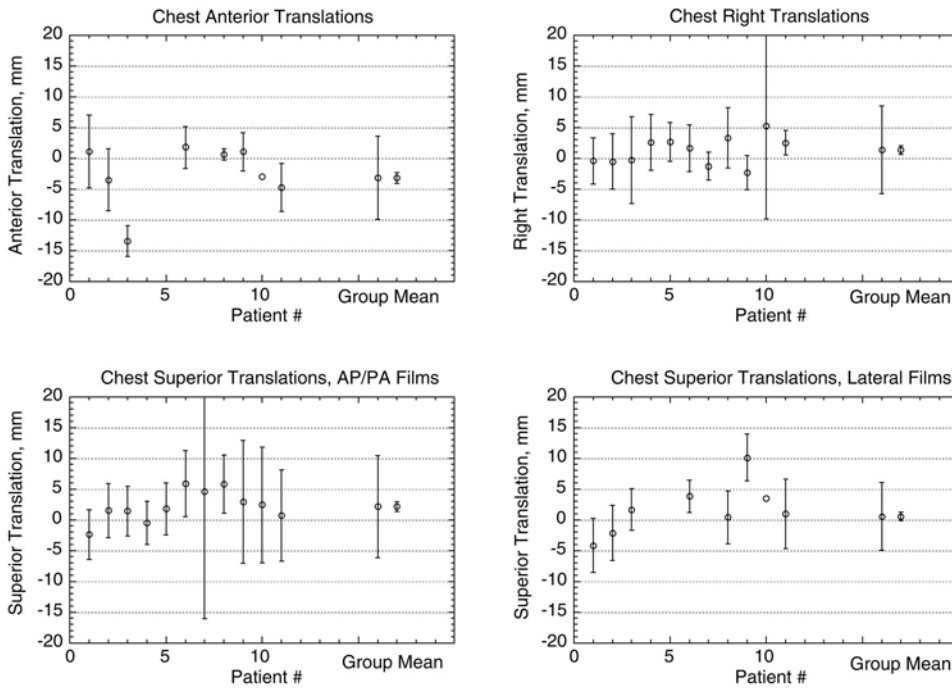 Chest Anterior Translations
20
15
10
5
0
-5
-10
-15
-20
Anterior Translation, mm
0 5 10 Group Mean
Patient #
Chest Right Translations
20
15
10
5
0
-5
-10
-15
-20
Right Translation, mm
0 5 10 Group Mean
Patient #
Chest Superior Translations, AP/PA Films
20
15
10
5
0
-5
-10
-15
-20
Superior Translation, mm
0 5 10 Group Mean
Patient #
Chest Superior Translations, Lateral Films
20
15
10
5
0
-5
-10
-15
-20
Superior Translation, mm
0 5 10 Group Mean
Patient #